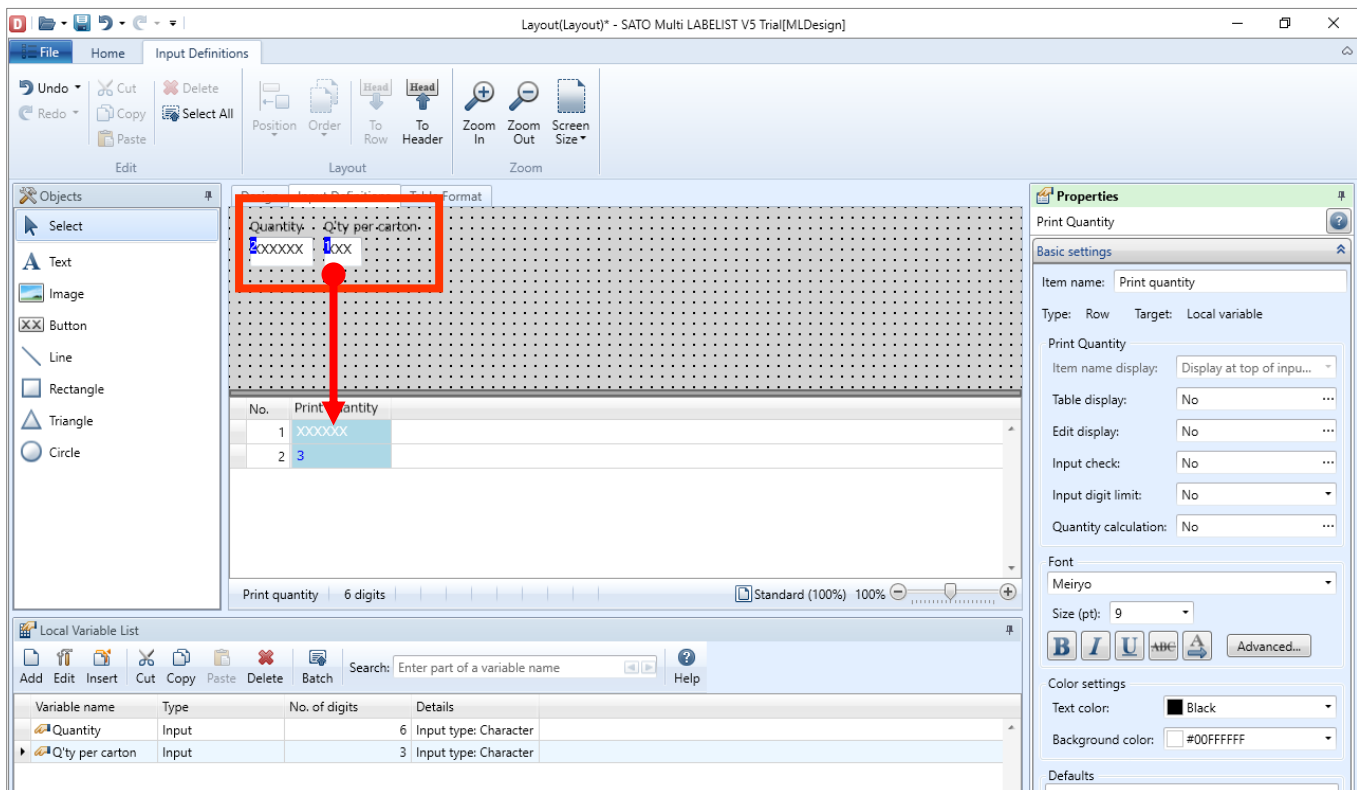 Layout(Layout)* - SATO Multi LABELIST V5 Trial[MLDesign]
File Home Input Definitions
Undo Cut Delete
Redo Copy Select All
Paste
Position Order To Row To Header
Head Head
Zoom In Zoom Out Screen Size
Edit Layout Zoom
Objects
Select
Text
Image
XX Button
Line
Rectangle
Triangle
Circle
Table Format
Quantity Q'ty per carton
2XXXXXX 1XXX
No. Print Quantity
1 XXXXXX
2 3
Print quantity 6 digits Standard (100%) 100%
Properties
Print Quantity
Basic settings
Item name: Print quantity
Type: Row Target: Local variable
Print Quantity
Item name display: Display at top of inpu...
Table display: No
Edit display: No
Input check: No
Input digit limit: No
Quantity calculation: No
Font
Meiryo
Size (pt): 9
B I U ABC A Advanced...
Color settings
Text color: Black
Background color: #00FFFFFF
Defaults
Local Variable List
Add Edit Insert Cut Copy Paste Delete Batch Search: Enter part of a variable name Help
Variable name Type No. of digits Details
Quantity Input 6 Input type: Character
Q'ty per carton Input 3 Input type: Character